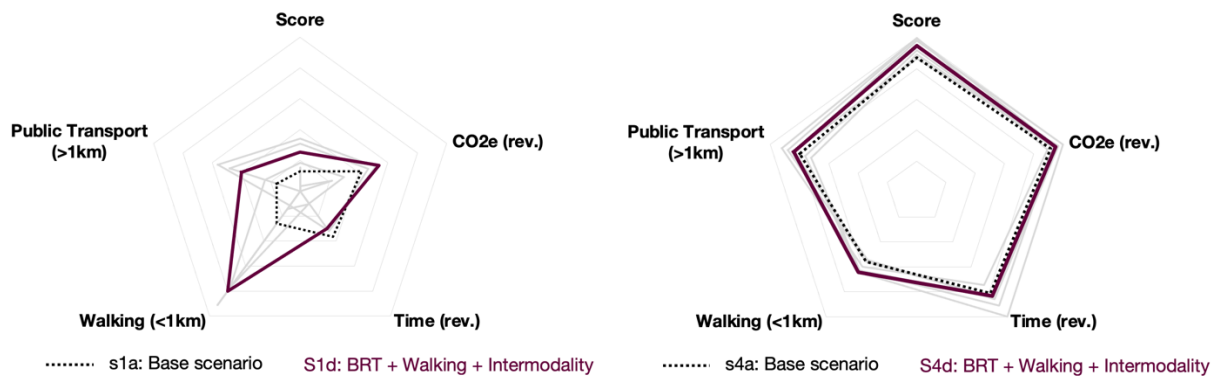 Score
Public Transport
(>1km)
CO2e (rev.)
Walking (<1km)
Time (rev.)
s1a: Base scenario
S1d: BRT + Walking + Intermodality
Score
Public Transport
(>1km)
CO2e (rev.)
Walking (<1km)
Time (rev.)
s4a: Base scenario
S4d: BRT + Walking + Intermodality